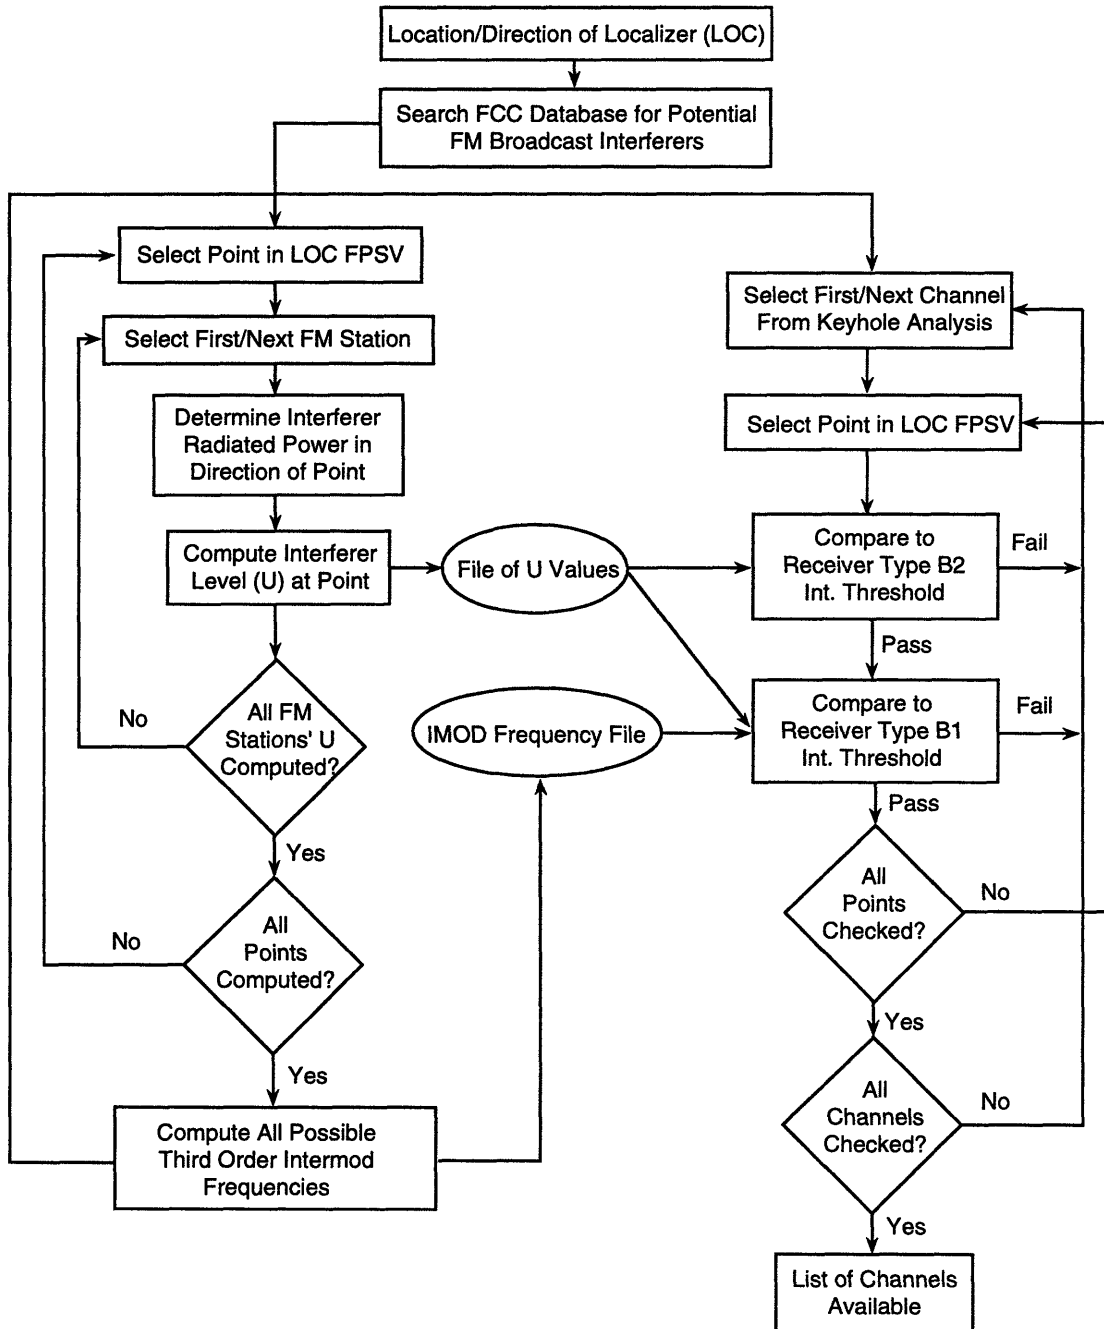 Location/Direction of Localizer (LOC)
Search FCC Database for Potential
FM Broadcast Interferers
Select Point in LOC FPSV
Select First/Next FM Station
Determine Interferer
Radiated Power in
Direction of Point
Compute Interferer
Level (U) at Point
File of U Values
All FM
Stations' U
Computed?
No
Yes
All
Points
Computed?
No
Yes
Compute All Possible
Third Order Intermod
Frequencies
IMOD Frequency File
Select First/Next Channel
From Keyhole Analysis
Select Point in LOC FPSV
Compare to
Receiver Type B2
Int. Threshold
Fail
Pass
Compare to
Receiver Type B1
Int. Threshold
Fail
Pass
All
Points
Checked?
No
Yes
All
Channels
Checked?
No
Yes
List of Channels
Available